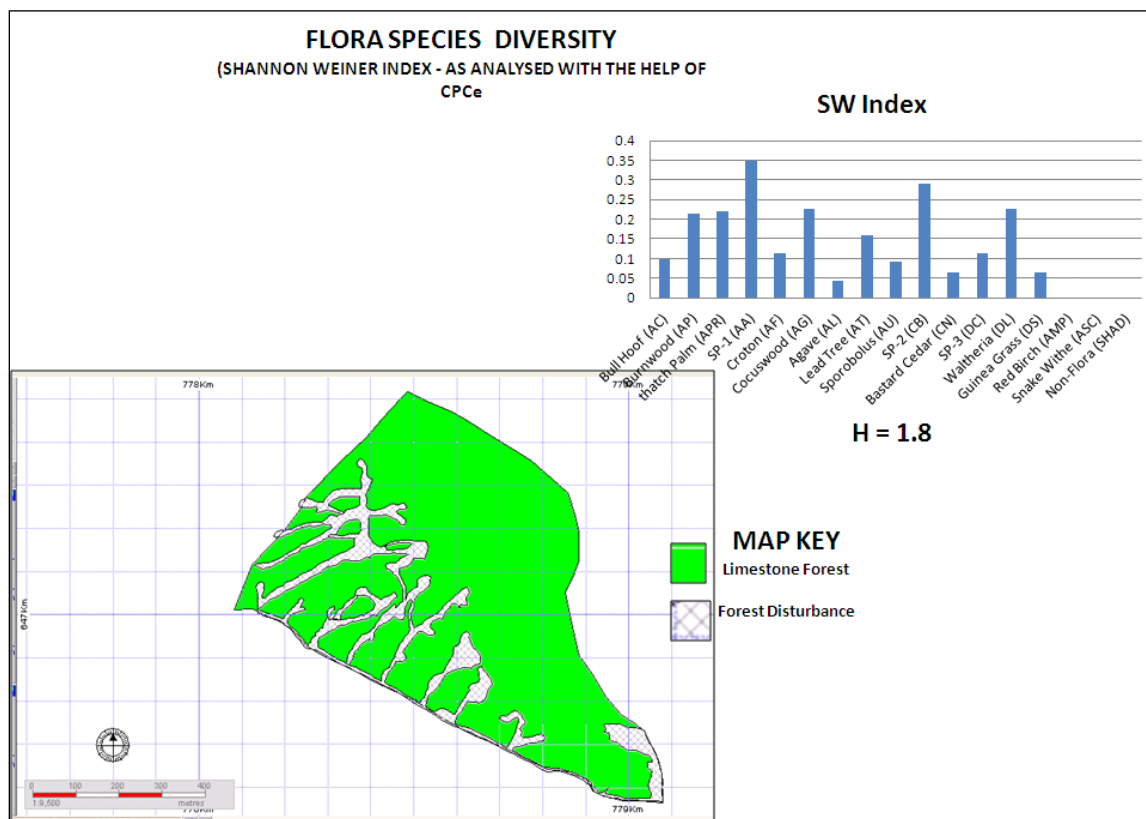 FLORA SPECIES DIVERSITY
(SHANNON WEINER INDEX - AS ANALYSED WITH THE HELP OF
CPCe
SW Index
0.4
0.35
0.3
0.25
0.2
0.15
0.1
0.05
0
Bull Hoof (AC)
Burnwood (AP)
thatch Palm (APR)
SP-1 (AA)
Croton (AF)
Cocuswood (AG)
Agave (AL)
Lead Tree (AT)
Sporobolus (AU)
SP-2 (CB)
Bastard Cedar (CN)
SP-3 (DC)
Waltheria (DL)
Guinea Grass (DS)
Red Birch (AMP)
Snake Withe (ASC)
Non-Flora (SHAD)
H = 1.8
778Km
647Km
MAP KEY
Limestone Forest
Forest Disturbance
0 100 200 300 400
1:9,500 metres
779Km